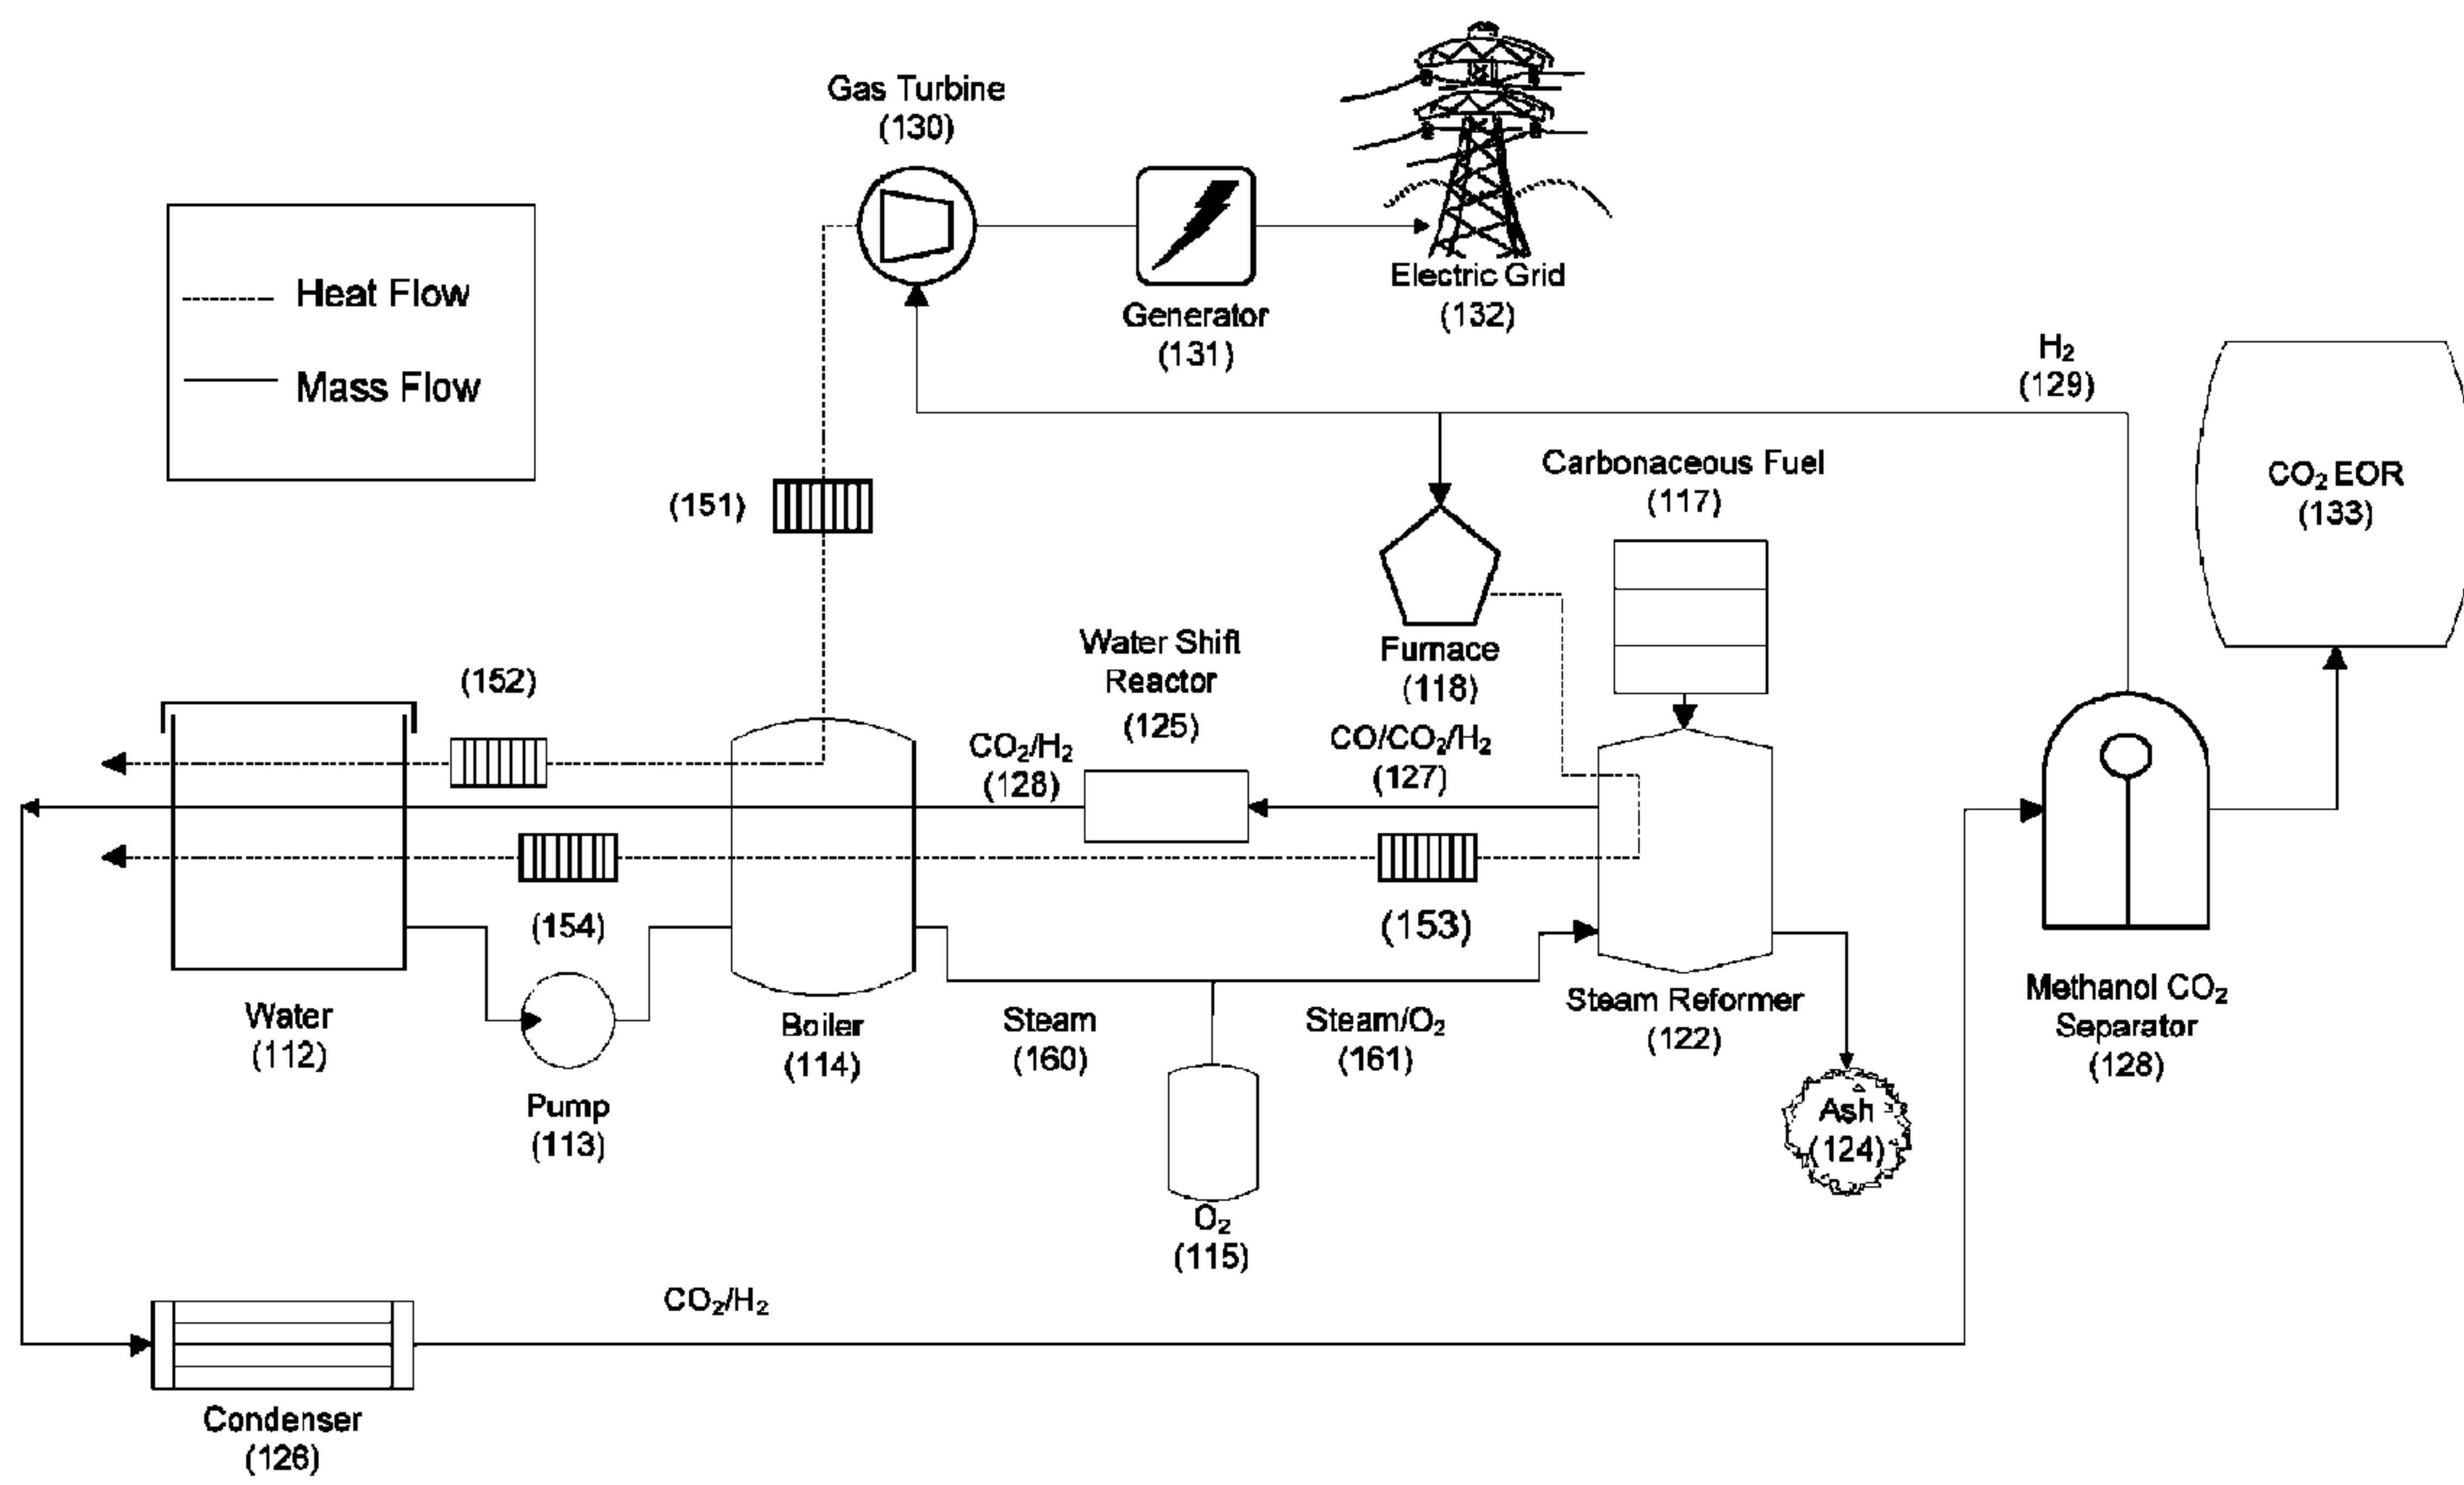 Gas Turbine
(130)
Heat Flow
Mass Flow
Generator
(131)
Electric Grid
(132)
H₂
(129)
CO₂ EOR
(133)
Carbonaceous Fuel
(117)
(151)
Furnace
(118)
Water Shift
Reactor
(125)
(152)
CO₂/H₂
(128)
CO/CO₂/H₂
(127)
(154)
(153)
Water
(112)
Pump
(113)
Boiler
(114)
Steam
(160)
Steam/O₂
(161)
Steam Reformer
(122)
Methanol CO₂
Separator
(128)
Ash
(124)
O₂
(115)
CO₂/H₂
Condenser
(126)